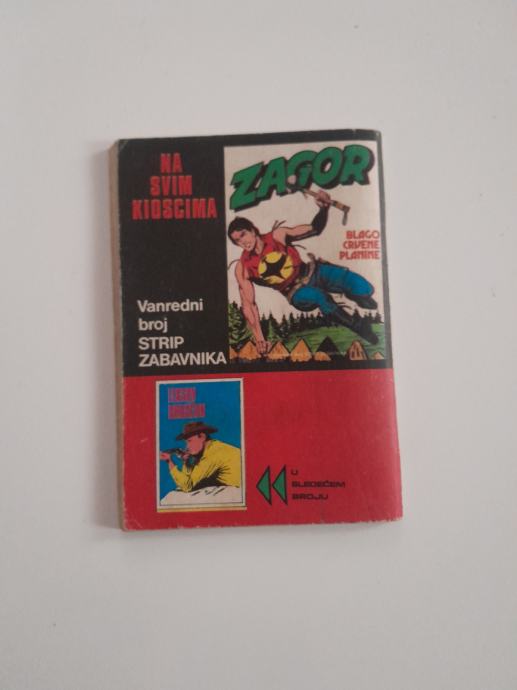 NA
SVIM
KIOSCIMA
ZAGOR
BLAGO
CRVENE
PLANINE
Vanredni
broj
STRIP
ZABAVNIKA
U
SLEDEĆEM
BROJU